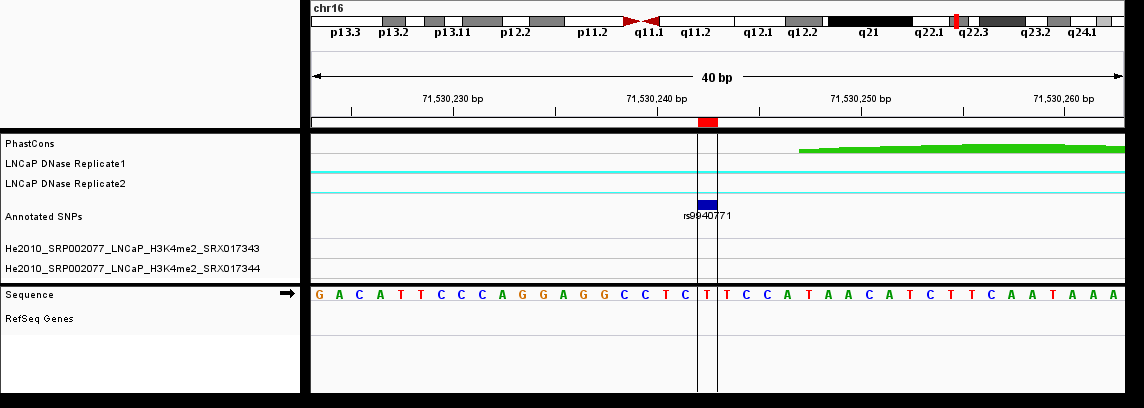 chr16
p13.3 p13.2 p13.11 p12.2 p11.2 q11.1 q11.2 q12.1 q12.2 q21 q22.1 q22.3 q23.2 q24.1
40 bp
71,530,230 bp 71,530,240 bp 71,530,250 bp 71,530,260 bp
PhastCons
LNCaP DNase Replicate1
LNCaP DNase Replicate2
Annotated SNPs
rs9940771
He2010_SRP002077_LNCaP_H3K4me2_SRX017343
He2010_SRP002077_LNCaP_H3K4me2_SRX017344
Sequence G A C A T T C C C A G G A G G C C T C T T C C A T A A C A T C T T C A A T A A A
RefSeq Genes